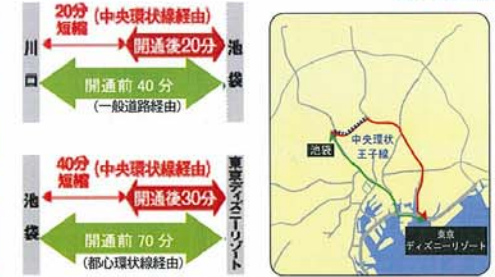 20分
短縮
(中央環状線経由)
開通後20分
川口
池袋
開通前 40 分
(一般道路経由)
40分
短縮
(中央環状線経由)
開通後30分
池袋
東京ディズニーリゾート
開通前 70 分
(都心環状線経由)
池袋
中央環状
王子線
東京
ディズニーリゾート